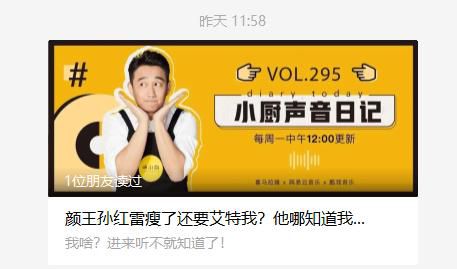 昨天 11:58
#
VOL.295
diary today
小厨声音日记
每周一中午12:00更新
喜马拉雅 × 网易云音乐 × 酷我音乐
1位朋友读过
颜王孙红雷瘦了还要艾特我？他哪知道我...
我啥？进来听不就知道了！